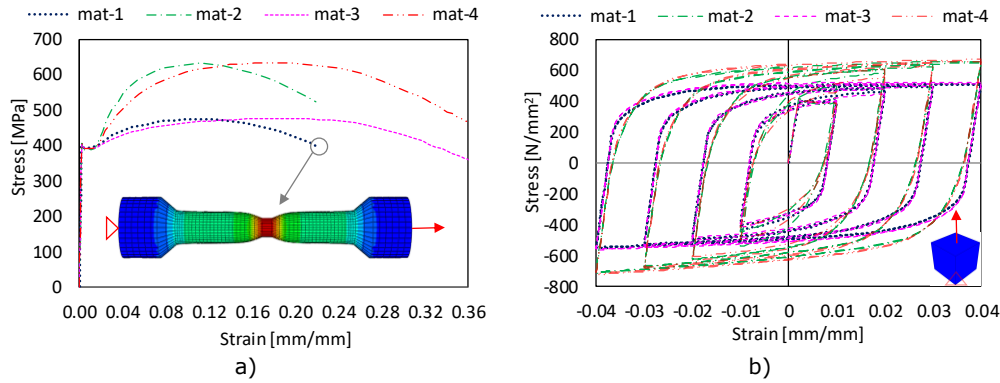 mat-1 mat-2 mat-3 mat-4
Stress [MPa]
700
600
500
400
300
200
100
0
0.00 0.04 0.08 0.12 0.16 0.20 0.24 0.28 0.32 0.36
Strain [mm/mm]
a)
mat-1 mat-2 mat-3 mat-4
Stress [N/mm²]
800
600
400
200
0
-200
-400
-600
-800
-0.04 -0.03 -0.02 -0.01 0 0.01 0.02 0.03 0.04
Strain [mm/mm]
b)